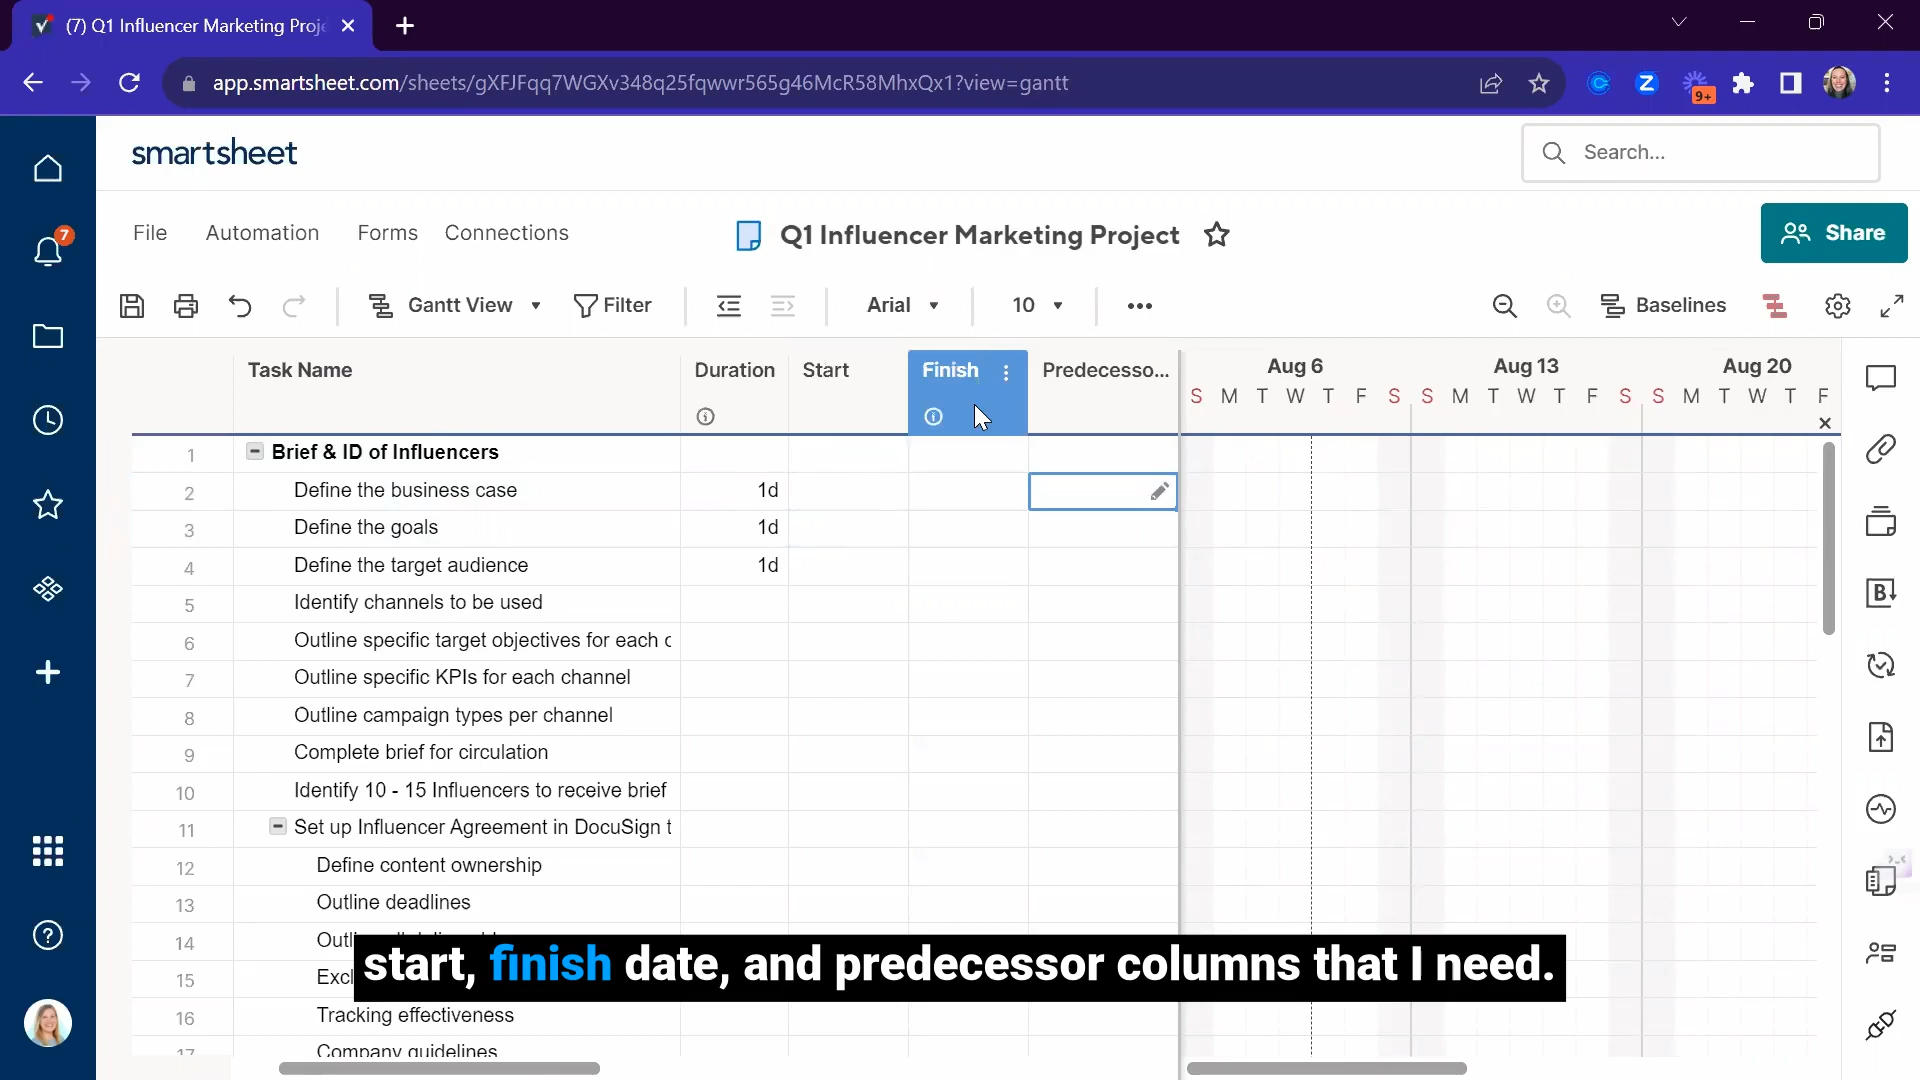 (7) Q1 Influencer Marketing Proje
app.smartsheet.com/sheets/gXFJFqq7WGXv348q25fqwwr565g46McR58MhxQx1?view=gantt
Z
9+
smartsheet
Search...
7
File Automation Forms Connections
Q1 Influencer Marketing Project
Share
Gantt View
Filter
Arial
10
Baselines
Task Name
Duration
Start
Finish
Predecesso...
Aug 6
Aug 13
Aug 20
S M T W T F S S M T W T F S S M T W T F
1 Brief & ID of Influencers
2 Define the business case 1d
3 Define the goals 1d
4 Define the target audience 1d
5 Identify channels to be used
6 Outline specific target objectives for each c
7 Outline specific KPIs for each channel
8 Outline campaign types per channel
9 Complete brief for circulation
10 Identify 10 - 15 Influencers to receive brief
11 Set up Influencer Agreement in DocuSign t
12 Define content ownership
13 Outline deadlines
14 Outl
start, finish date, and predecessor columns that I need.
15 Exc
16 Tracking effectiveness
17 Company guidelines